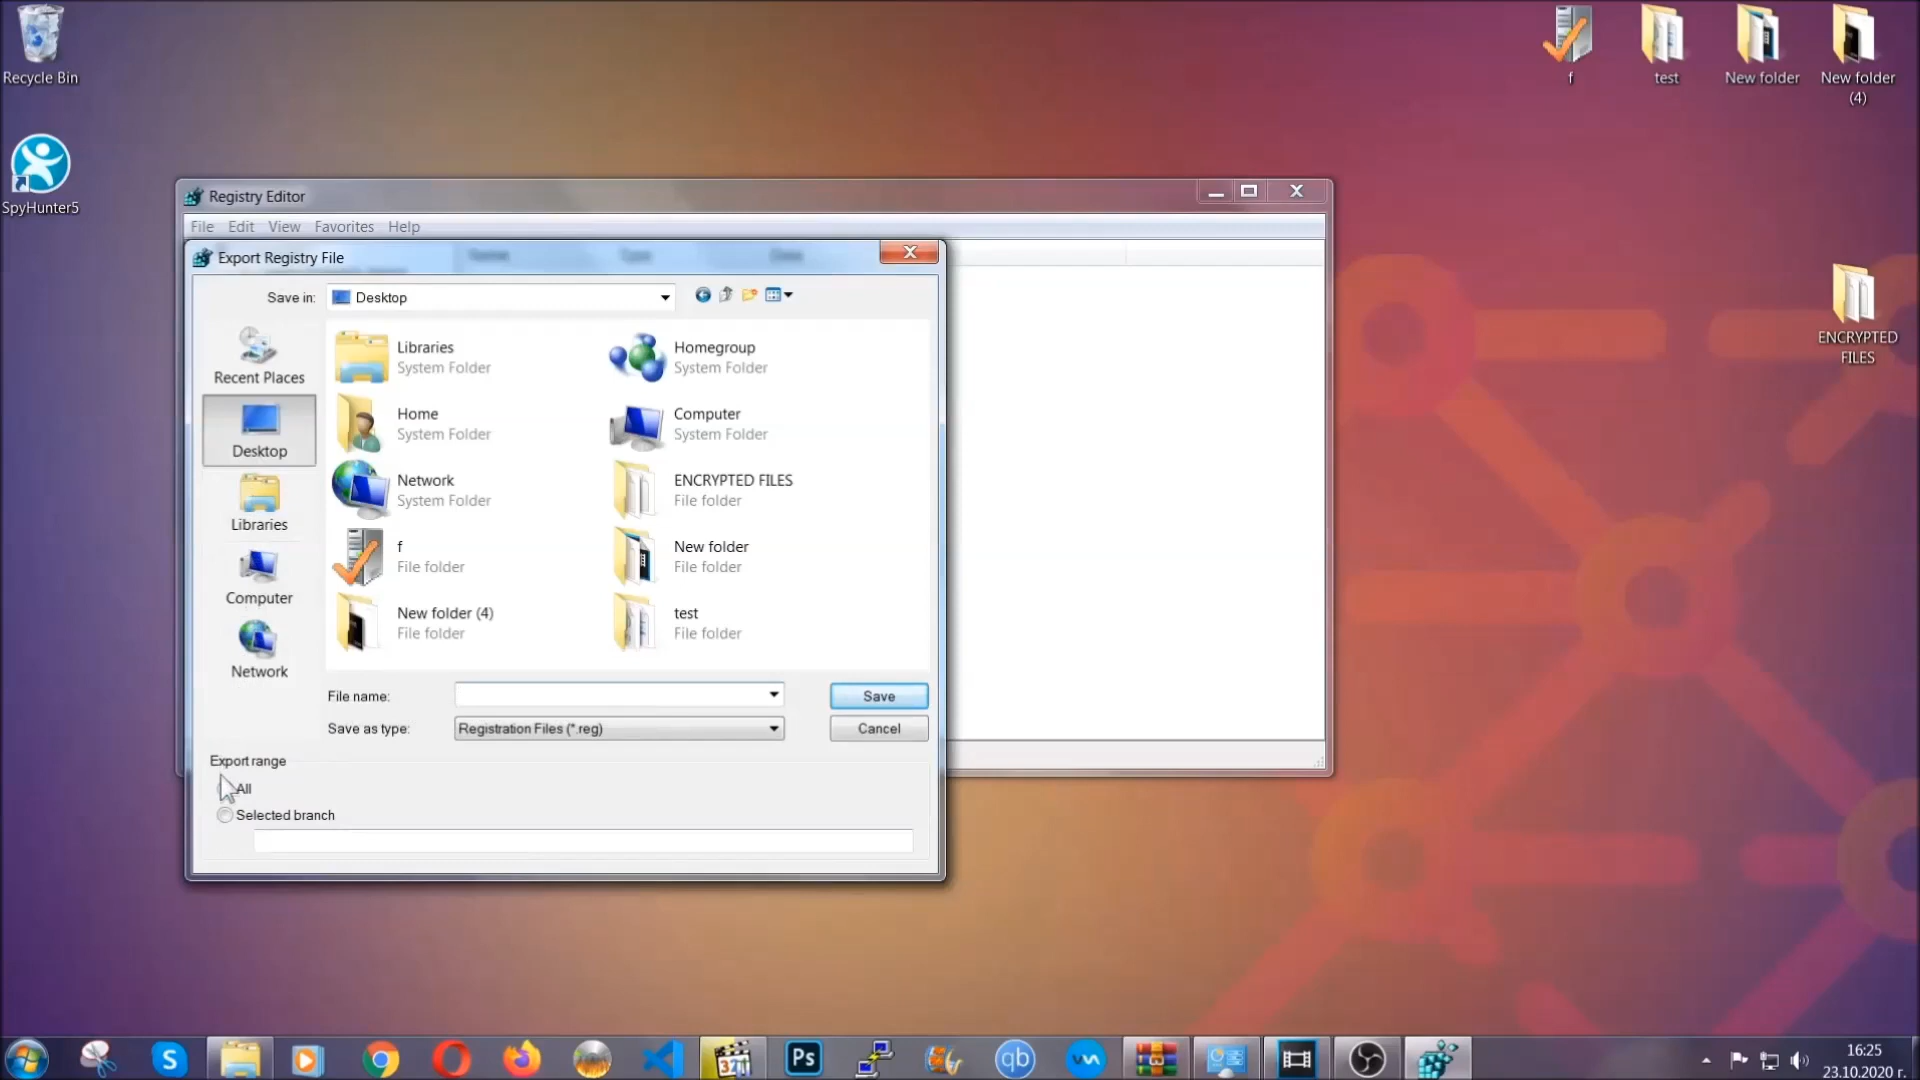 Recycle Bin
SpyHunter5
f
test
New folder
New folder
(4)
ENCRYPTED
FILES
Registry Editor
File Edit View Favorites Help
Export Registry File
Save in:
Desktop
Recent Places
Desktop
Libraries
Computer
Network
Libraries
System Folder
Homegroup
System Folder
Home
System Folder
Computer
System Folder
Network
System Folder
ENCRYPTED FILES
File folder
f
File folder
New folder
File folder
New folder (4)
File folder
test
File folder
File name:
Save
Save as type:
Registration Files (*.reg)
Cancel
Export range
All
Selected branch
S
321
Ps
qb
16:25
23.10.2020 г.